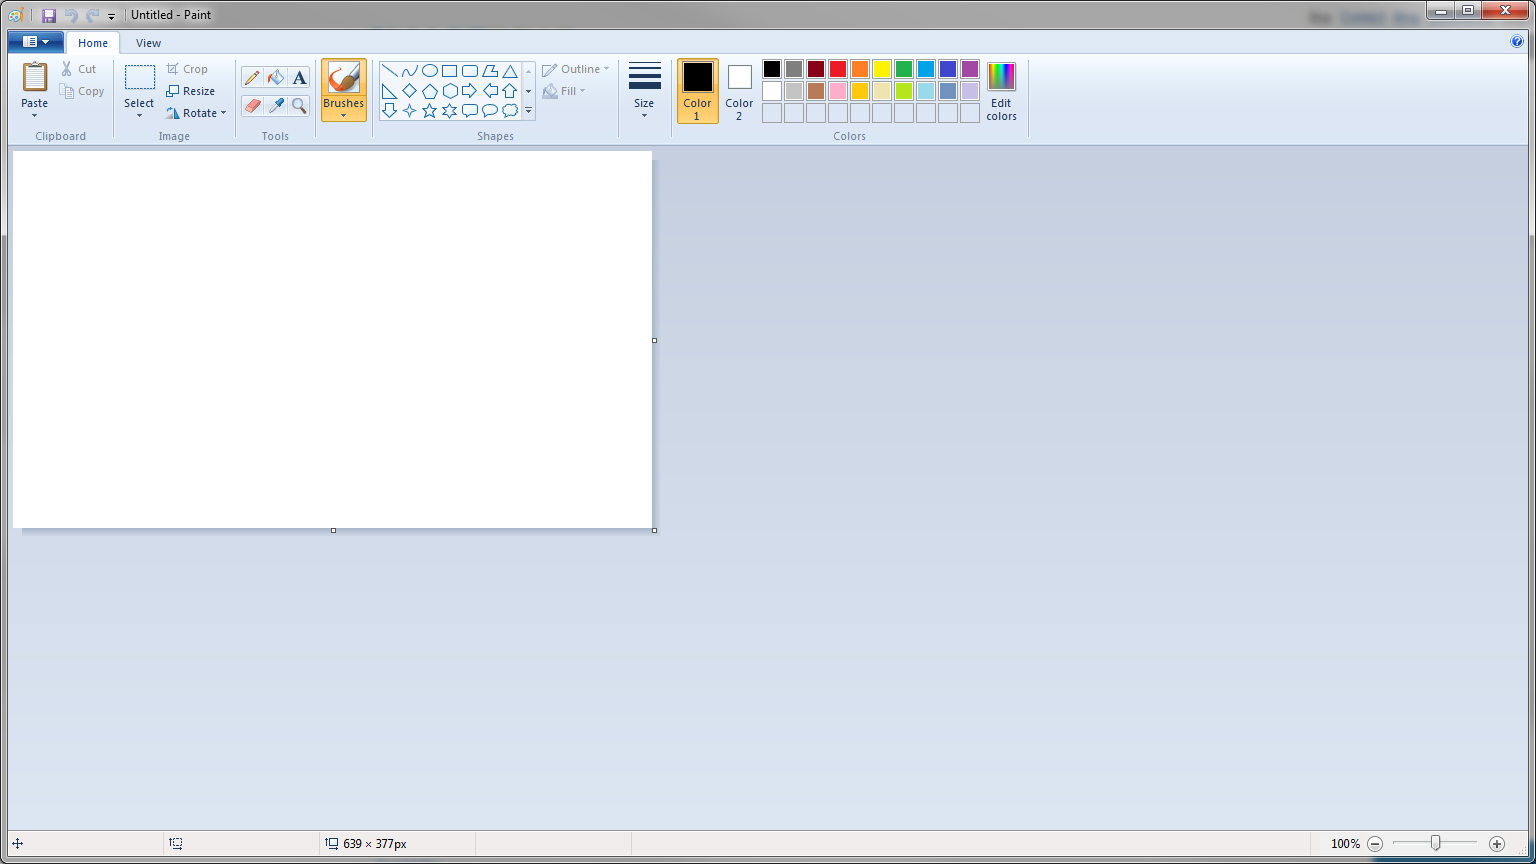 Untitled - Paint
Home View
Paste
Cut
Copy
Clipboard
Select
Crop
Resize
Rotate
Image
A
Tools
Brushes
Shapes
Outline
Fill
Size
Color 1
Color 2
Edit colors
Colors
639 × 377px
100%